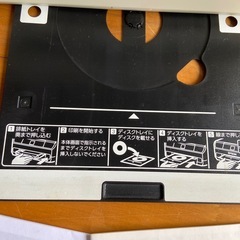 1 排紙トレイを
奥まで押し込む
2 印刷を開始する
本体画面で指示される
までディスクトレイを
挿入しないでください
3 ディスクトレイに
ディスクを載せる
4 ディスクトレイを
挿入する
5
押し